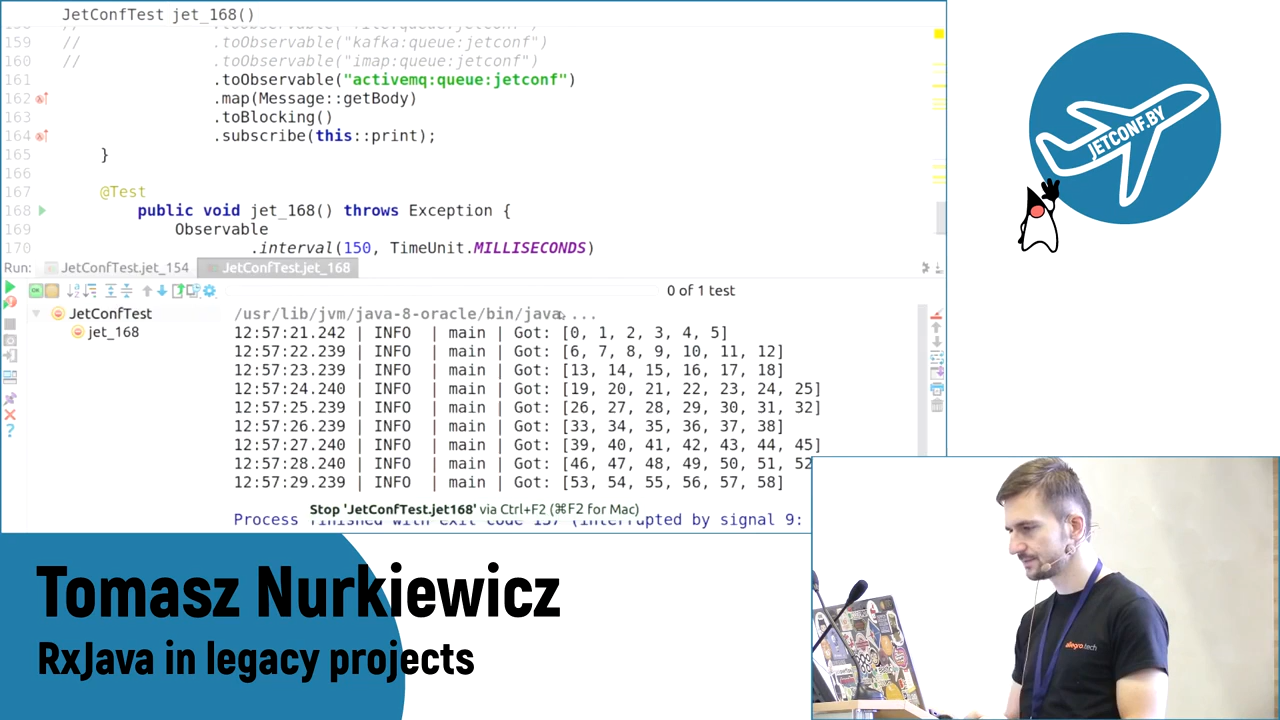 JetConfTest jet_168()
159 // .toObservable("kafka:queue:jetconf")
160 // .toObservable("imap:queue:jetconf")
161 .toObservable("activemq:queue:jetconf")
162 .map(Message::getBody)
163 .toBlocking()
164 .subscribe(this::print);
165 }
166
167 @Test
168 public void jet_168() throws Exception {
169 Observable
170 .interval(150, TimeUnit.MILLISECONDS)
Run: JetConfTest.jet_154 JetConfTest.jet_168
0 of 1 test
JetConfTest
jet_168
/usr/lib/jvm/java-8-oracle/bin/java ...
12:57:21.242 | INFO | main | Got: [0, 1, 2, 3, 4, 5]
12:57:22.239 | INFO | main | Got: [6, 7, 8, 9, 10, 11, 12]
12:57:23.239 | INFO | main | Got: [13, 14, 15, 16, 17, 18]
12:57:24.240 | INFO | main | Got: [19, 20, 21, 22, 23, 24, 25]
12:57:25.239 | INFO | main | Got: [26, 27, 28, 29, 30, 31, 32]
12:57:26.239 | INFO | main | Got: [33, 34, 35, 36, 37, 38]
12:57:27.240 | INFO | main | Got: [39, 40, 41, 42, 43, 44, 45]
12:57:28.240 | INFO | main | Got: [46, 47, 48, 49, 50, 51, 52
12:57:29.239 | INFO | main | Got: [53, 54, 55, 56, 57, 58]
Stop 'JetConfTest.jet168' via Ctrl+F2 (⌘F2 for Mac)
Process finished with exit code 137 (interrupted by signal 9:
JETCONF.BY
allegro.tech
Tomasz Nurkiewicz
RxJava in legacy projects